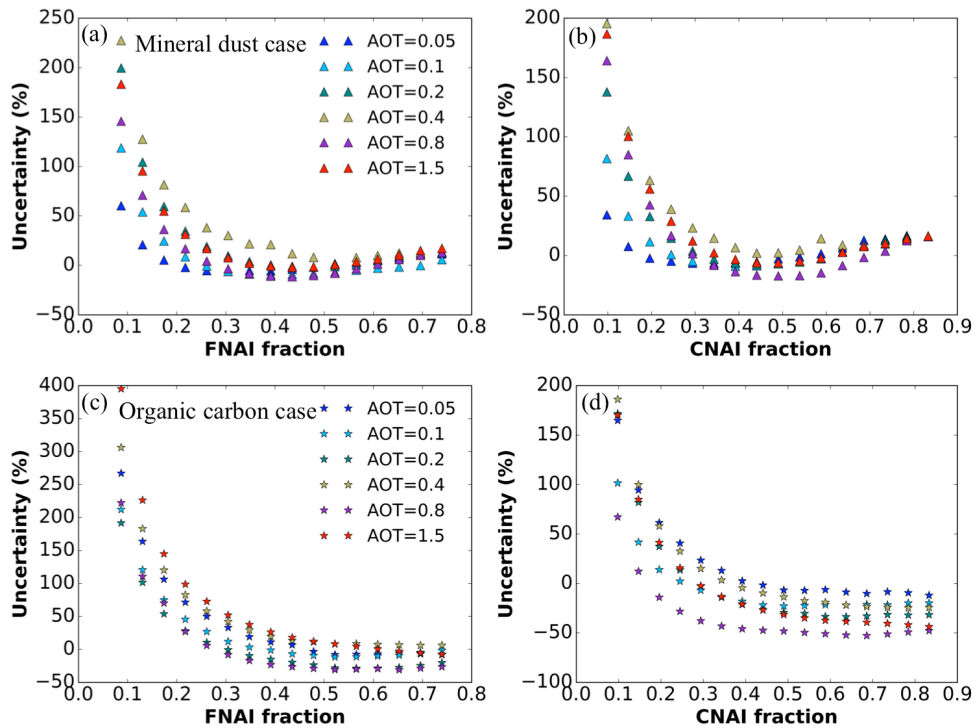 (a)
Mineral dust case
AOT=0.05
AOT=0.1
AOT=0.2
AOT=0.4
AOT=0.8
AOT=1.5
250
200
150
100
50
0
−50
Uncertainty (%)
0.0 0.1 0.2 0.3 0.4 0.5 0.6 0.7 0.8
FNAI fraction
(b)
200
150
100
50
0
−50
Uncertainty (%)
0.0 0.1 0.2 0.3 0.4 0.5 0.6 0.7 0.8 0.9
CNAI fraction
(c)
Organic carbon case
AOT=0.05
AOT=0.1
AOT=0.2
AOT=0.4
AOT=0.8
AOT=1.5
400
350
300
250
200
150
100
50
0
−50
Uncertainty (%)
0.0 0.1 0.2 0.3 0.4 0.5 0.6 0.7 0.8
FNAI fraction
(d)
200
150
100
50
0
−50
−100
Uncertainty (%)
0.0 0.1 0.2 0.3 0.4 0.5 0.6 0.7 0.8 0.9
CNAI fraction